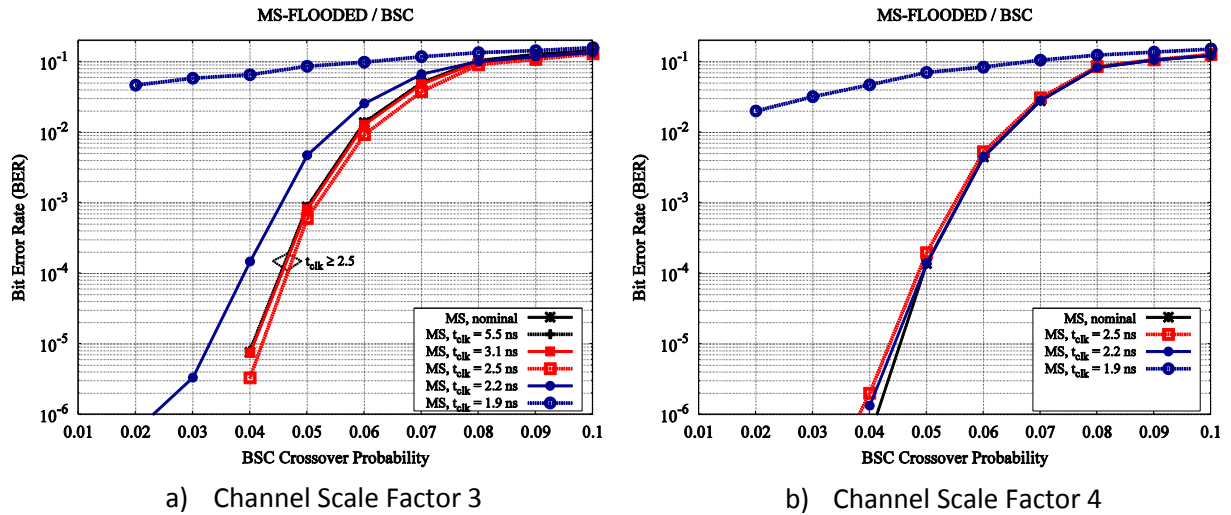 MS-FLOODED / BSC
10⁻¹
10⁻²
10⁻³
10⁻⁴
10⁻⁵
10⁻⁶
Bit Error Rate (BER)
t_clk ≥ 2.5
MS, nominal
MS, t_clk = 5.5 ns
MS, t_clk = 3.1 ns
MS, t_clk = 2.5 ns
MS, t_clk = 2.2 ns
MS, t_clk = 1.9 ns
0.01 0.02 0.03 0.04 0.05 0.06 0.07 0.08 0.09 0.1
BSC Crossover Probability
a) Channel Scale Factor 3
MS-FLOODED / BSC
10⁻¹
10⁻²
10⁻³
10⁻⁴
10⁻⁵
10⁻⁶
Bit Error Rate (BER)
MS, nominal
MS, t_clk = 2.5 ns
MS, t_clk = 2.2 ns
MS, t_clk = 1.9 ns
0.01 0.02 0.03 0.04 0.05 0.06 0.07 0.08 0.09 0.1
BSC Crossover Probability
b) Channel Scale Factor 4